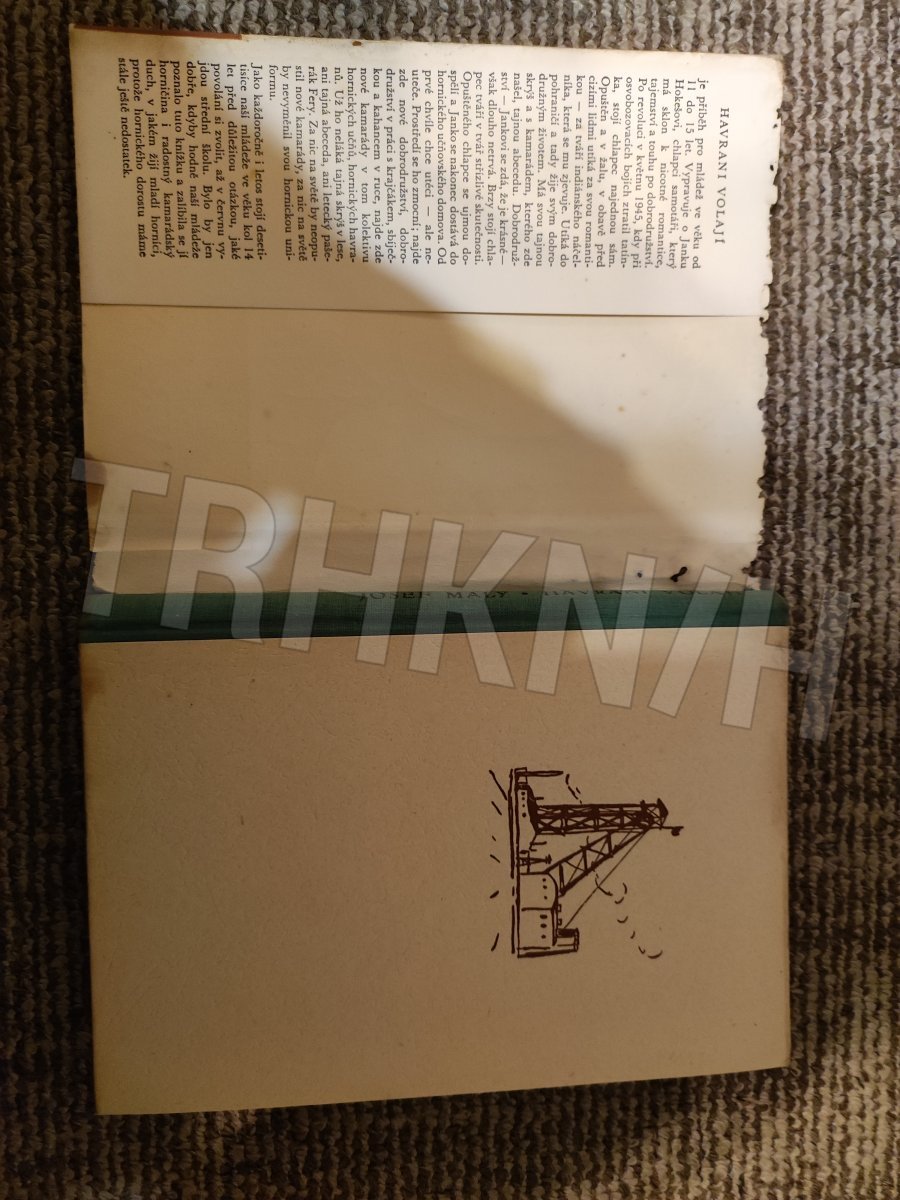 HAVRANI VOLAJÍ
je příběh pro mládež ve věku od
11 do 15 let. Vypravuje o Janku
Hokešovi, chlapci samotáři, který
má sklon k nicotné romantice,
tajemství a touhu po dobrodružství.
Po revoluci v květnu 1945, kdy při
osvobozovacích bojích ztratil tatín-
ka, stojí chlapec najednou sám.
Opuštěn a v žalu, v obavě před
cizími lidmi utíká za svou romanti-
kou — za tváří indiánského náčel-
níka, která se mu zjevuje. Utíká do
pohraničí a tady žije svým dobro-
družným životem. Má svou tajnou
skrýš a s kamarádem, kterého zde
našel, tajnou abecedu. Dobrodruž-
ství — Janko se zdá, že je krásné —
však dlouho netrvá. Brzy stojí chla-
pec tváří v tvář střízlivé skutečnosti.
Opuštěného chlapce se ujmou do-
spělí a Janko se nakonec dostává do
hornického učňovského domova. Od
prvé chvíle chce utéci — ale ne-
uteče. Prostředí se ho zmocní; najde
zde nové dobrodružství, dobro-
družství v práci s krajčákem, sbíječ-
kou a kahancem v ruce, najde zde
nové kamarády v tom kolektivu
hornických učňů, hornických havra-
nů. Už ho neláká tajná skrýš v lese,
ani tajná abeceda, ani letecký paše-
rák Fery. Za nic na světě by neopu-
stil nové kamarády, za nic na světě
by nevyměnil svou hornickou uni-
formu.
Jako každoročně i letos stojí deseti-
tisíce naší mládeže ve věku kol 14
let před důležitou otázkou, jaké
povolání si zvolit, až v červnu vy-
jdou střední školu. Bylo by jen
dobře, kdyby hodně naší mládeže
poznalo tuto knížku a zalíbila se jí
horničina i i radostný kamarádský
duch, v jakém žijí mladí horníci,
protože hornického dorostu máme
stále ještě nedostatek.
JOSEF MALÝ • HAVRANI VOLAJÍ
TRHKNIH